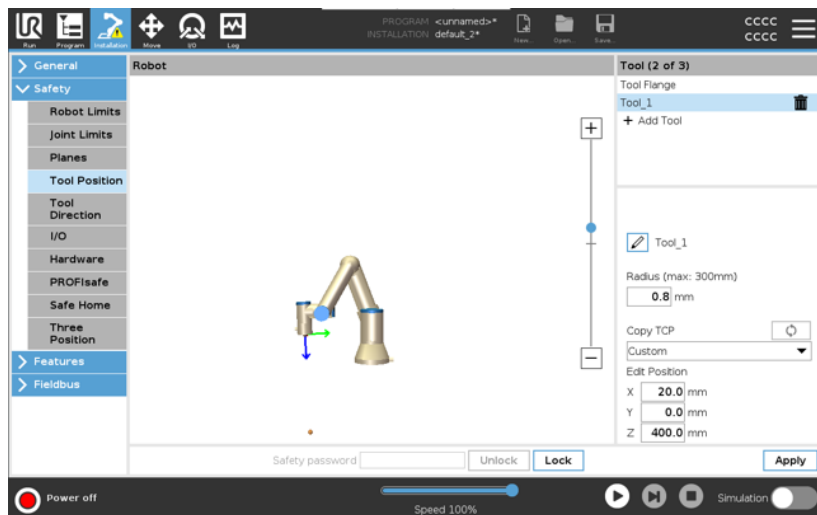 UR
PROGRAM <unnamed>*
INSTALLATION default_2*
CCCC
CCCC
Run
Program
Installation
Move
I/O
Log
New...
Open...
Save...
General
Safety
Robot Limits
Joint Limits
Planes
Tool Position
Tool
Direction
I/O
Hardware
PROFIsafe
Safe Home
Three
Position
Features
Fieldbus
Robot
Tool (2 of 3)
Tool Flange
Tool_1
+ Add Tool
Tool_1
Radius (max: 300mm)
0.8 mm
Copy TCP
Custom
Edit Position
X 20.0 mm
Y 0.0 mm
Z 400.0 mm
Safety password
Unlock
Lock
Apply
Power off
Speed 100%
Simulation